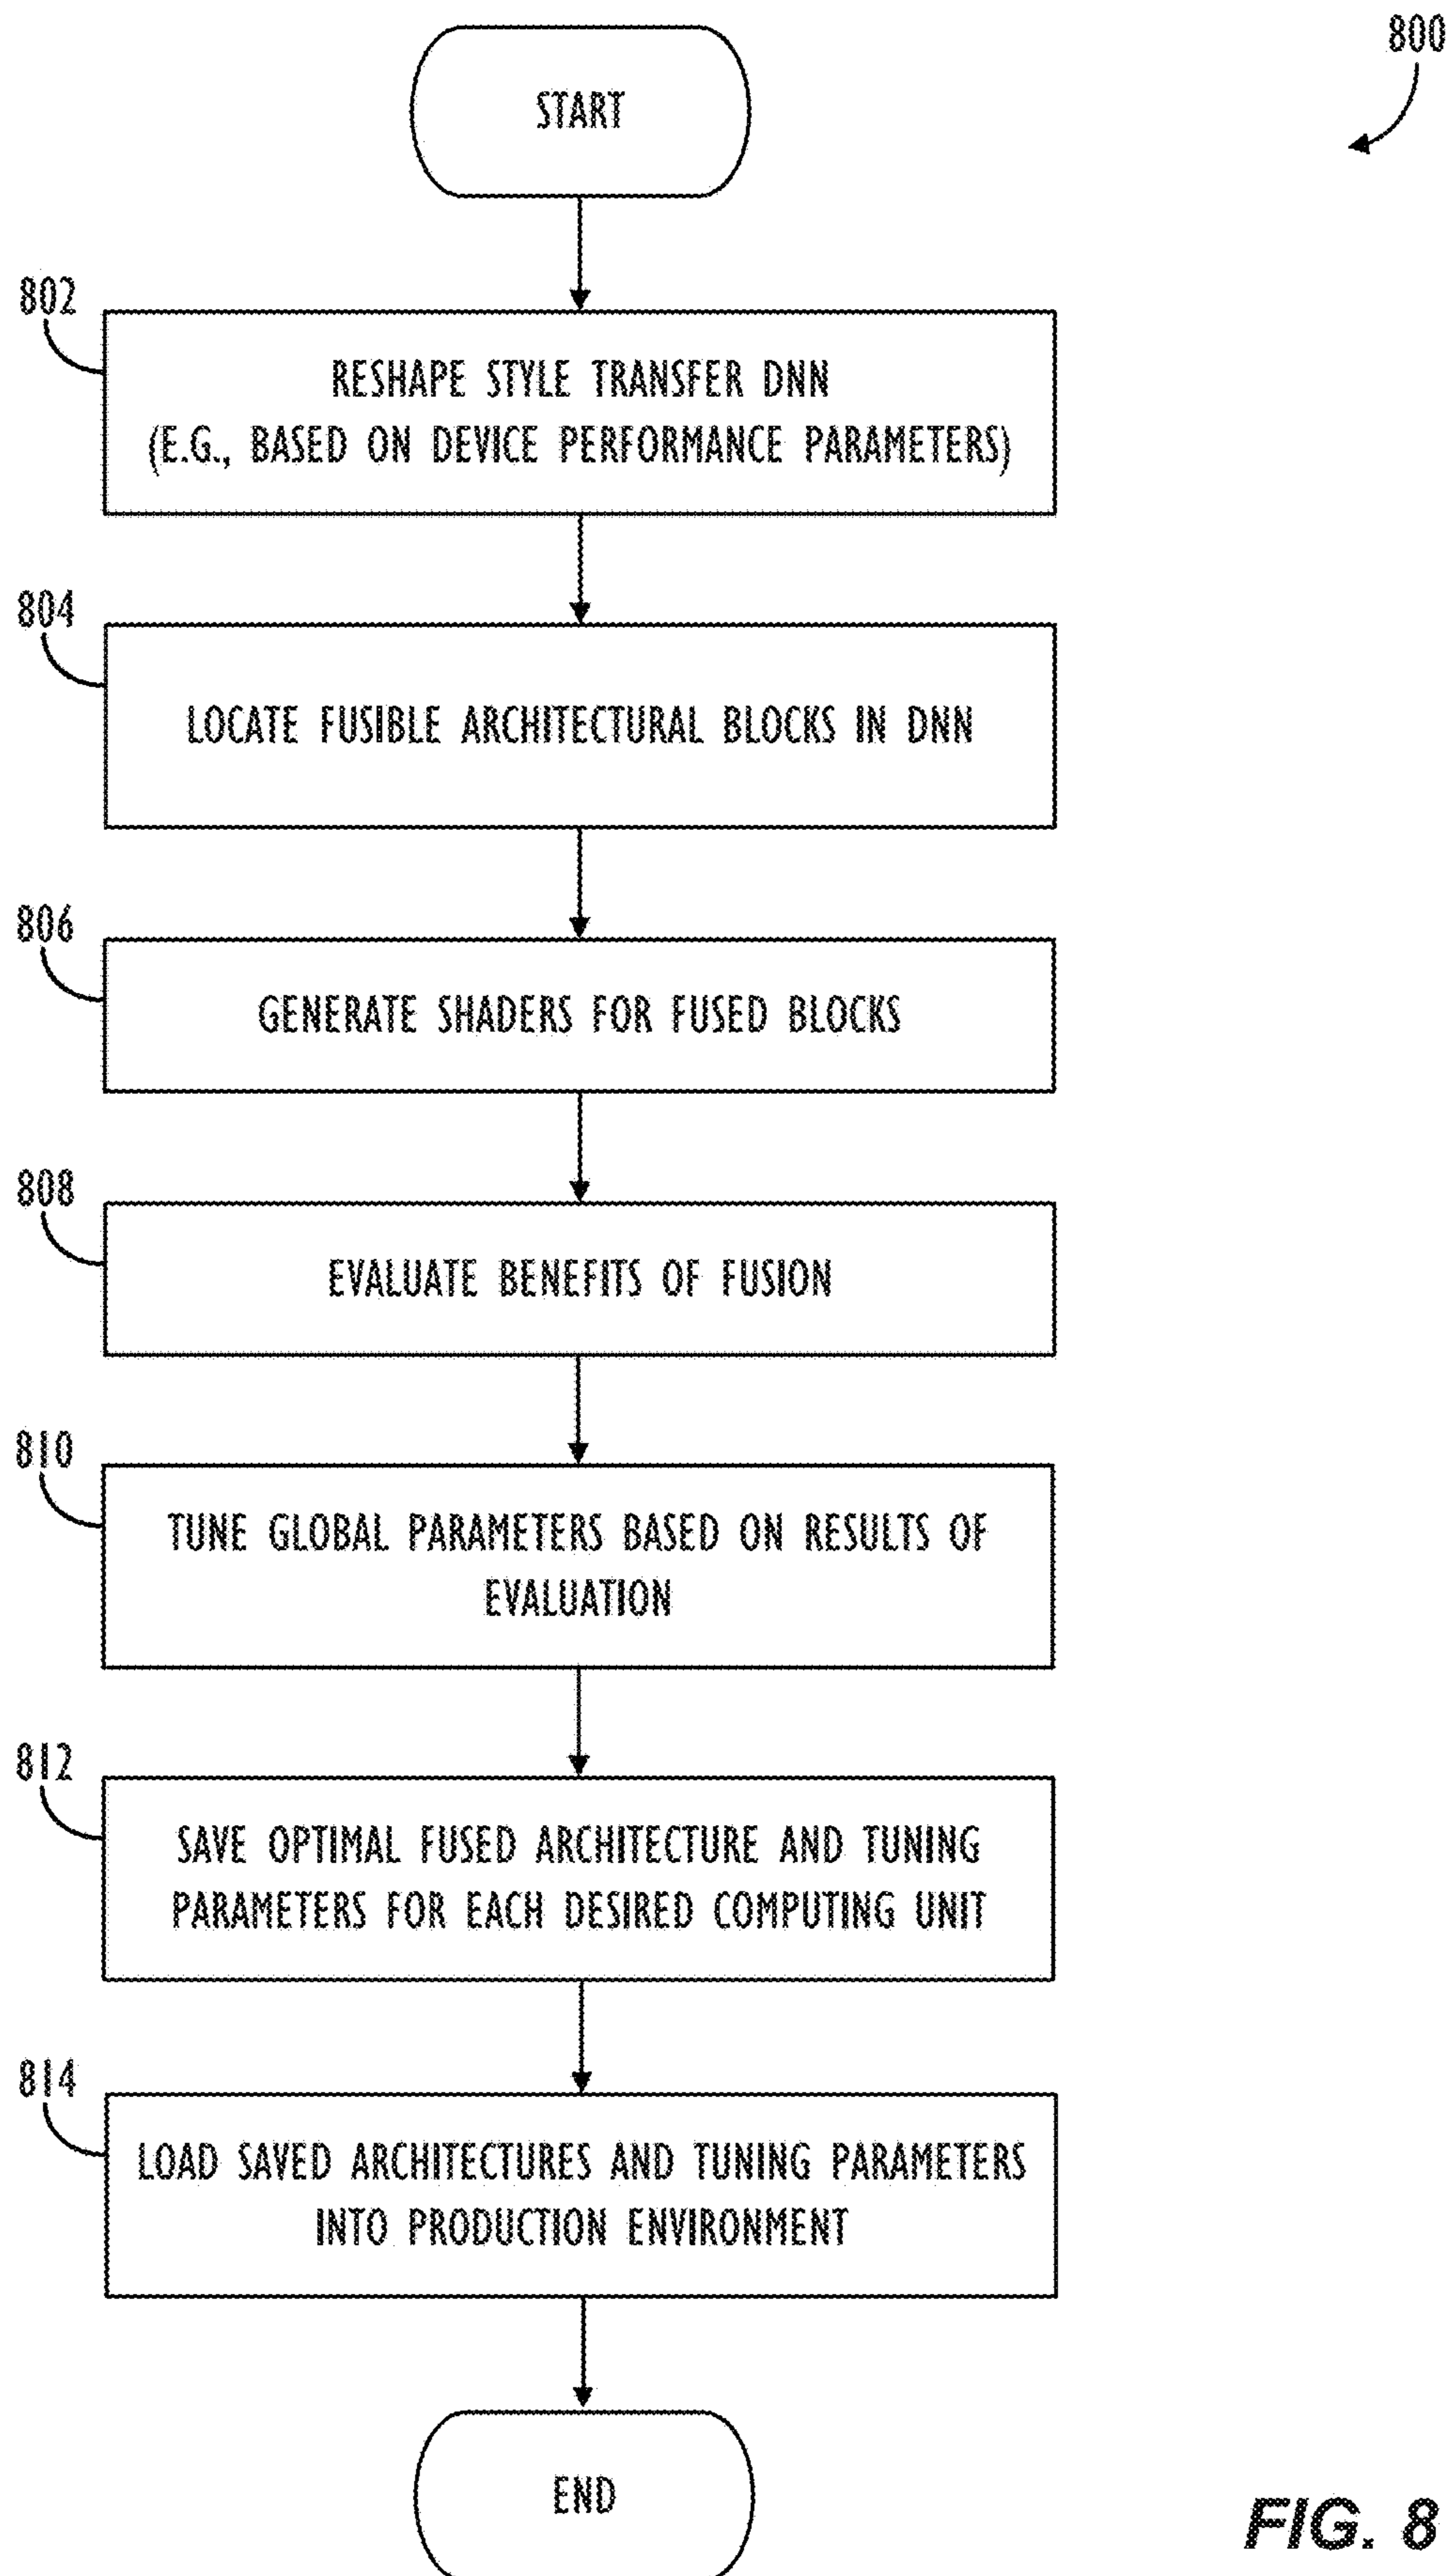 800
START
802
RESHAPE STYLE TRANSFER DNN
(E.G., BASED ON DEVICE PERFORMANCE PARAMETERS)
804
LOCATE FUSIBLE ARCHITECTURAL BLOCKS IN DNN
806
GENERATE SHADERS FOR FUSED BLOCKS
808
EVALUATE BENEFITS OF FUSION
810
TUNE GLOBAL PARAMETERS BASED ON RESULTS OF
EVALUATION
812
SAVE OPTIMAL FUSED ARCHITECTURE AND TUNING
PARAMETERS FOR EACH DESIRED COMPUTING UNIT
814
LOAD SAVED ARCHITECTURES AND TUNING PARAMETERS
INTO PRODUCTION ENVIRONMENT
END
FIG. 8